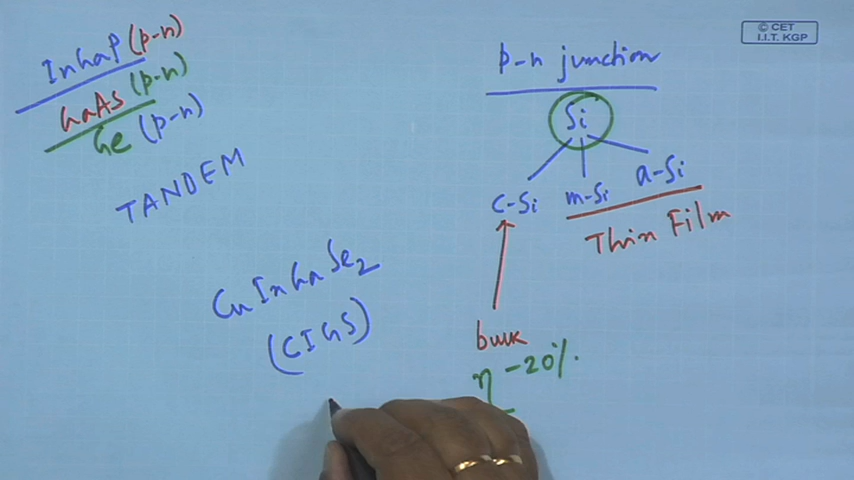 InGaP (p-n)
GaAs (p-n)
Ge (p-n)
TANDEM
CuInGaSe2
(CIGS)
© CET
I.I.T. KGP
p-n junction
Si
c-Si m-Si a-Si
Thin Film
bulk
η - 20%.